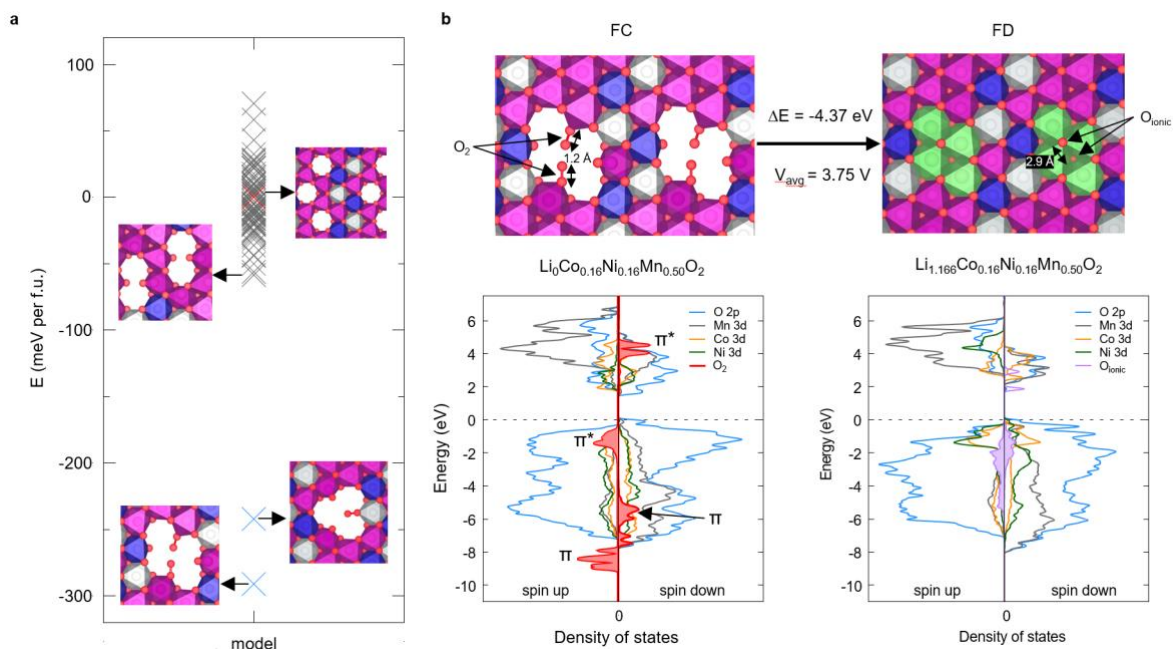 a
E (meV per f.u.)
100
0
-100
-200
-300
model
b
FC
FD
O₂
1.2 Å
ΔE = -4.37 eV
Vavg = 3.75 V
Oionic
2.9 Å
Li₀Co₀.₁₆Ni₀.₁₆Mn₀.₅₀O₂
Li₁.₁₆₆Co₀.₁₆Ni₀.₁₆Mn₀.₅₀O₂
Energy (eV)
6
4
2
0
-2
-4
-6
-8
-10
O 2p
Mn 3d
Co 3d
Ni 3d
O₂
π*
π*
π
π
spin up
spin down
0
Density of states
Energy (eV)
6
4
2
0
-2
-4
-6
-8
-10
O 2p
Mn 3d
Co 3d
Ni 3d
Oionic
spin up
spin down
0
Density of states